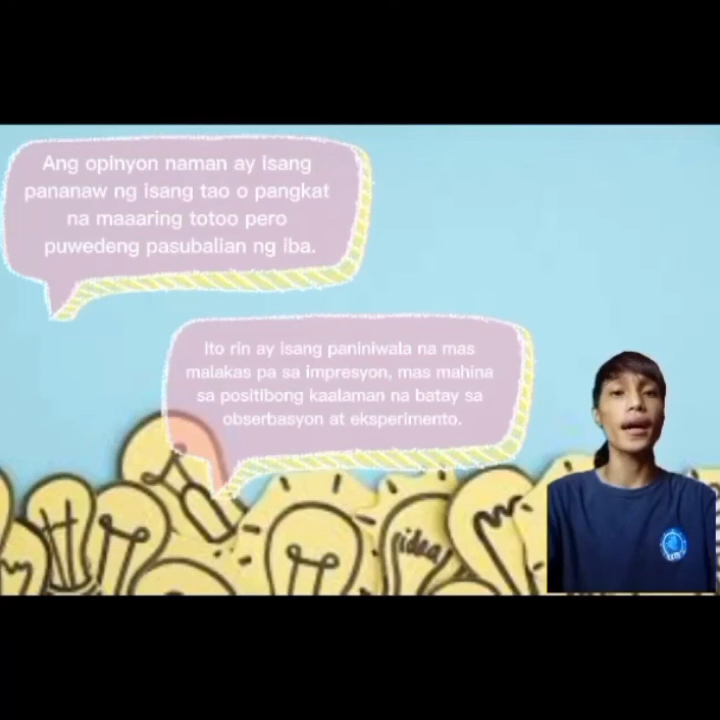 Ang opinyon naman ay isang
pananaw ng isang tao o pangkat
na maaaring totoo pero
puwedeng pasubalian ng iba.
Ito rin ay isang paniniwala na mas
malakas pa sa impresyon, mas mahina
sa positibong kaalaman na batay sa
obserbasyon at eksperimento.
idea